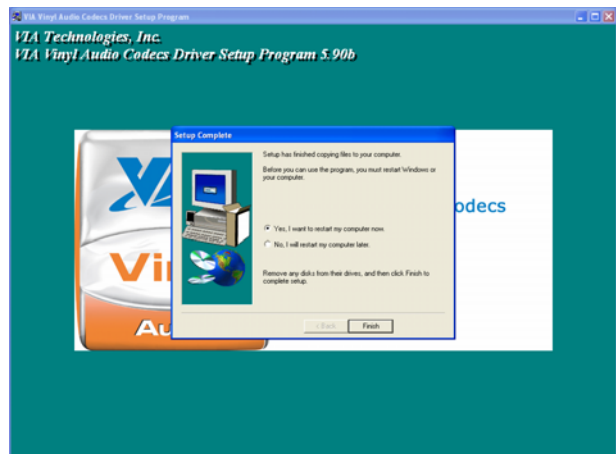 VIA Vinyl Audio Codecs Driver Setup Program
VIA Technologies, Inc.
VIA Vinyl Audio Codecs Driver Setup Program 5.90b
Setup Complete
Setup has finished copying files to your computer.
Before you can use the program, you must restart Windows or
your computer.
Yes, I want to restart my computer now.
No, I will restart my computer later.
Remove any disks from their drives, and then click Finish to
complete setup.
< Back
Finish
VIA
Vi
Au
odecs